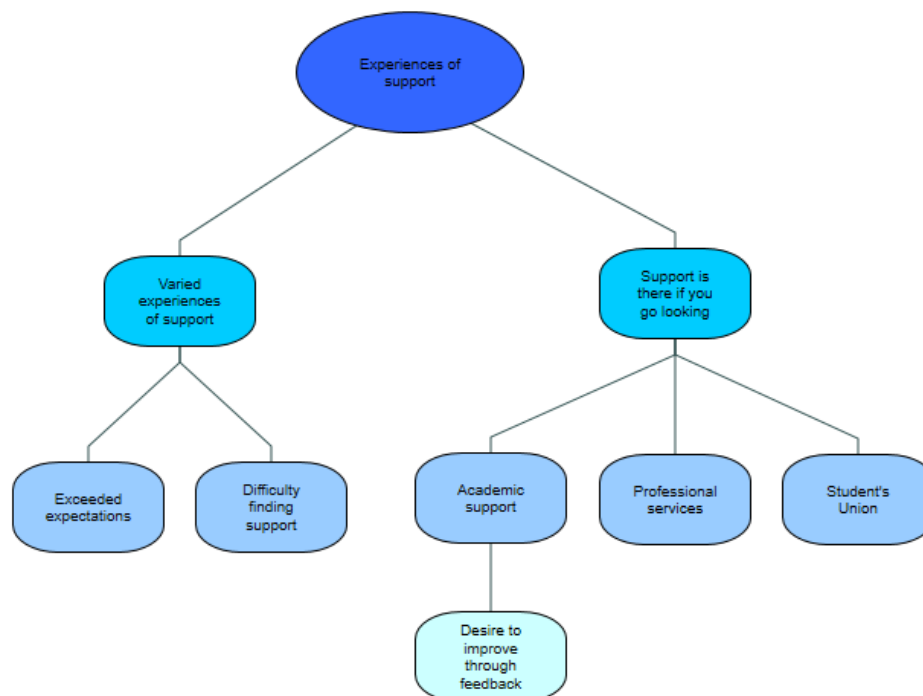 Experiences of
support
Varied
experiences
of support
Support is
there if you
go looking
Exceeded
expectations
Difficulty
finding
support
Academic
support
Professional
services
Student's
Union
Desire to
improve
through
feedback